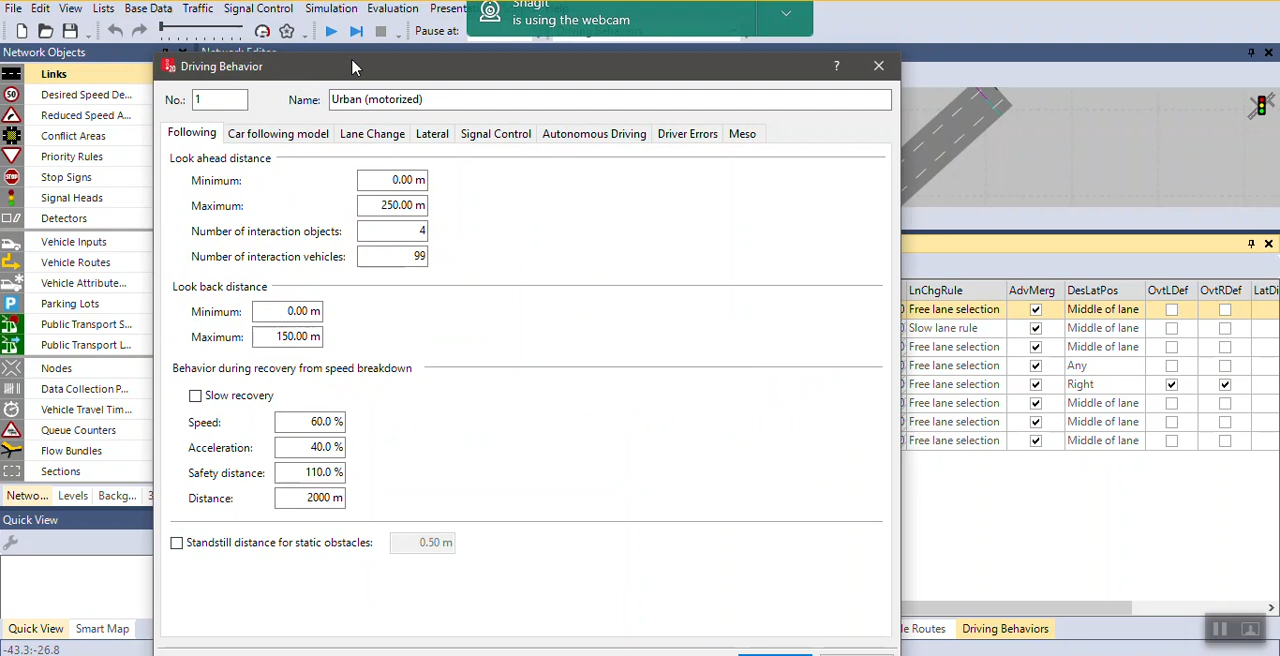 File Edit View Lists Base Data Traffic Signal Control Simulation Evaluation
Snagit
is using the webcam
Pause at:
Network Objects
Network Editor
Links
50 Desired Speed De...
Reduced Speed A...
Conflict Areas
Priority Rules
STOP Stop Signs
Signal Heads
Detectors
Vehicle Inputs
Vehicle Routes
Vehicle Attribute...
P Parking Lots
Public Transport S...
Public Transport L...
Nodes
Data Collection P...
Vehicle Travel Tim...
Queue Counters
Flow Bundles
Sections
Netwo... Levels Backg... 3
Quick View
Quick View Smart Map
-43.3:-26.8
Driving Behavior ?
No.: 1 Name: Urban (motorized)
Following Car following model Lane Change Lateral Signal Control Autonomous Driving Driver Errors Meso
Look ahead distance
Minimum: 0.00 m
Maximum: 250.00 m
Number of interaction objects: 4
Number of interaction vehicles: 99
Look back distance
Minimum: 0.00 m
Maximum: 150.00 m
Behavior during recovery from speed breakdown
Slow recovery
Speed: 60.0 %
Acceleration: 40.0 %
Safety distance: 110.0 %
Distance: 2000 m
Standstill distance for static obstacles: 0.50 m
LnChgRule AdvMerg DesLatPos OvtLDef OvtRDef LatDi
Free lane selection Middle of lane
Slow lane rule Middle of lane
Free lane selection Middle of lane
Free lane selection Any
Free lane selection Right
Free lane selection Middle of lane
Free lane selection Middle of lane
Free lane selection Middle of lane
le Routes Driving Behaviors